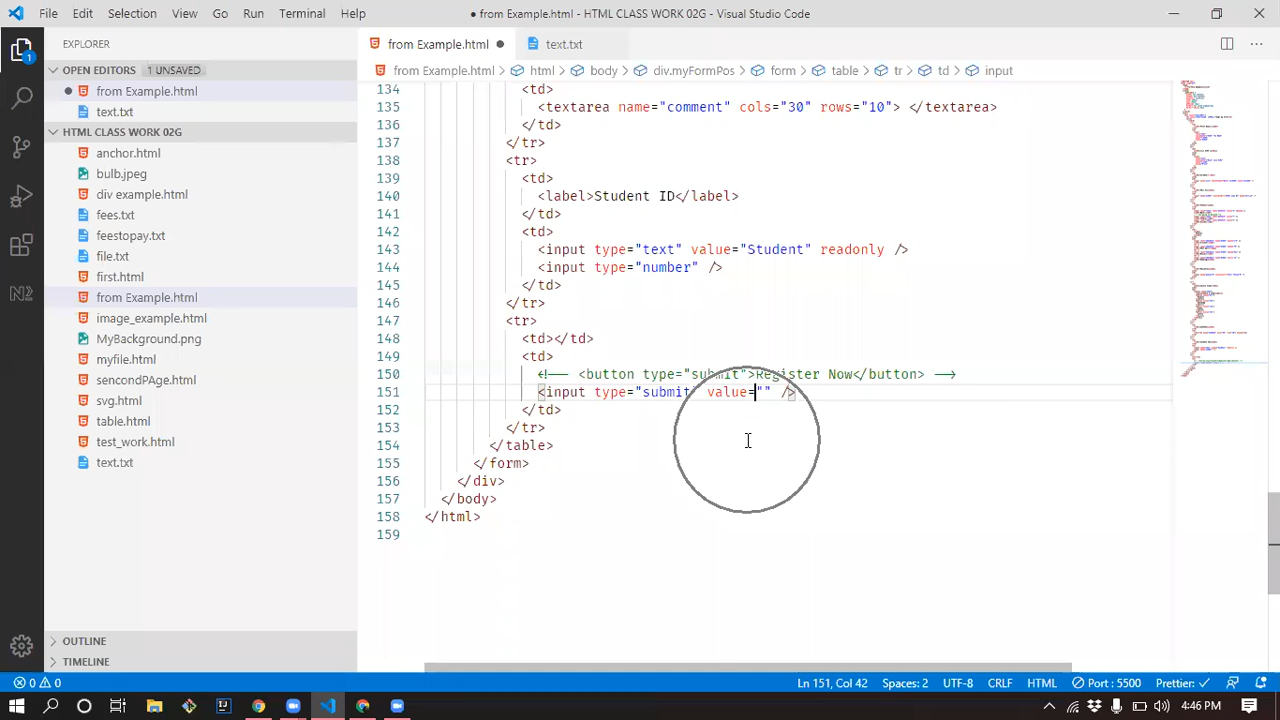 File Edit Selection View Go Run Terminal Help
● from Example.html - HTML CLASS WORK 02G - Visual Studio Code
EXPLORER
from Example.html ●
text.txt
OPEN EDITORS 1 UNSAVED
● from Example.html
text.txt
HTML CLASS WORK 02G
anchor.html
bulb.jpeg
div example.html
fees.txt
feestopay.txt
file.txt
first.html
from Example.html
image_example.html
MyBackground.png
myfile.html
sencondPAge.html
svg.html
table.html
test_work.html
text.txt
OUTLINE
TIMELINE
from Example.html > html > body > div.myFormPos > form > table > tr > td > input
134 <td>
135 <textarea name="comment" cols="30" rows="10"> </textarea>
136 </td>
137 </tr>
138 <tr>
139 <td>
140 <label>Student ID</label>
141 </td>
142 <td>
143 <input type="text" value="Student" readonly />
144 <input type="number" />
145
146 </tr>
147 <tr>
148 <td></td>
149 <td>
150 <button type="submit">Register Now</button> -->
151 <input type="submit" value="" />
152 </td>
153 </tr>
154 </table>
155 </form>
156 </div>
157 </body>
158 </html>
159
0 0
Ln 151, Col 42 Spaces: 2 UTF-8 CRLF HTML Port : 5500 Prettier: ✓
4:46 PM